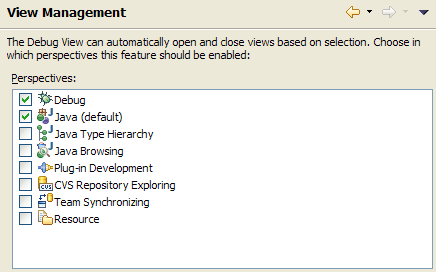 View Management
The Debug View can automatically open and close views based on selection. Choose in
which perspectives this feature should be enabled:
Perspectives:
Debug
Java (default)
Java Type Hierarchy
Java Browsing
Plug-in Development
CVS Repository Exploring
Team Synchronizing
Resource